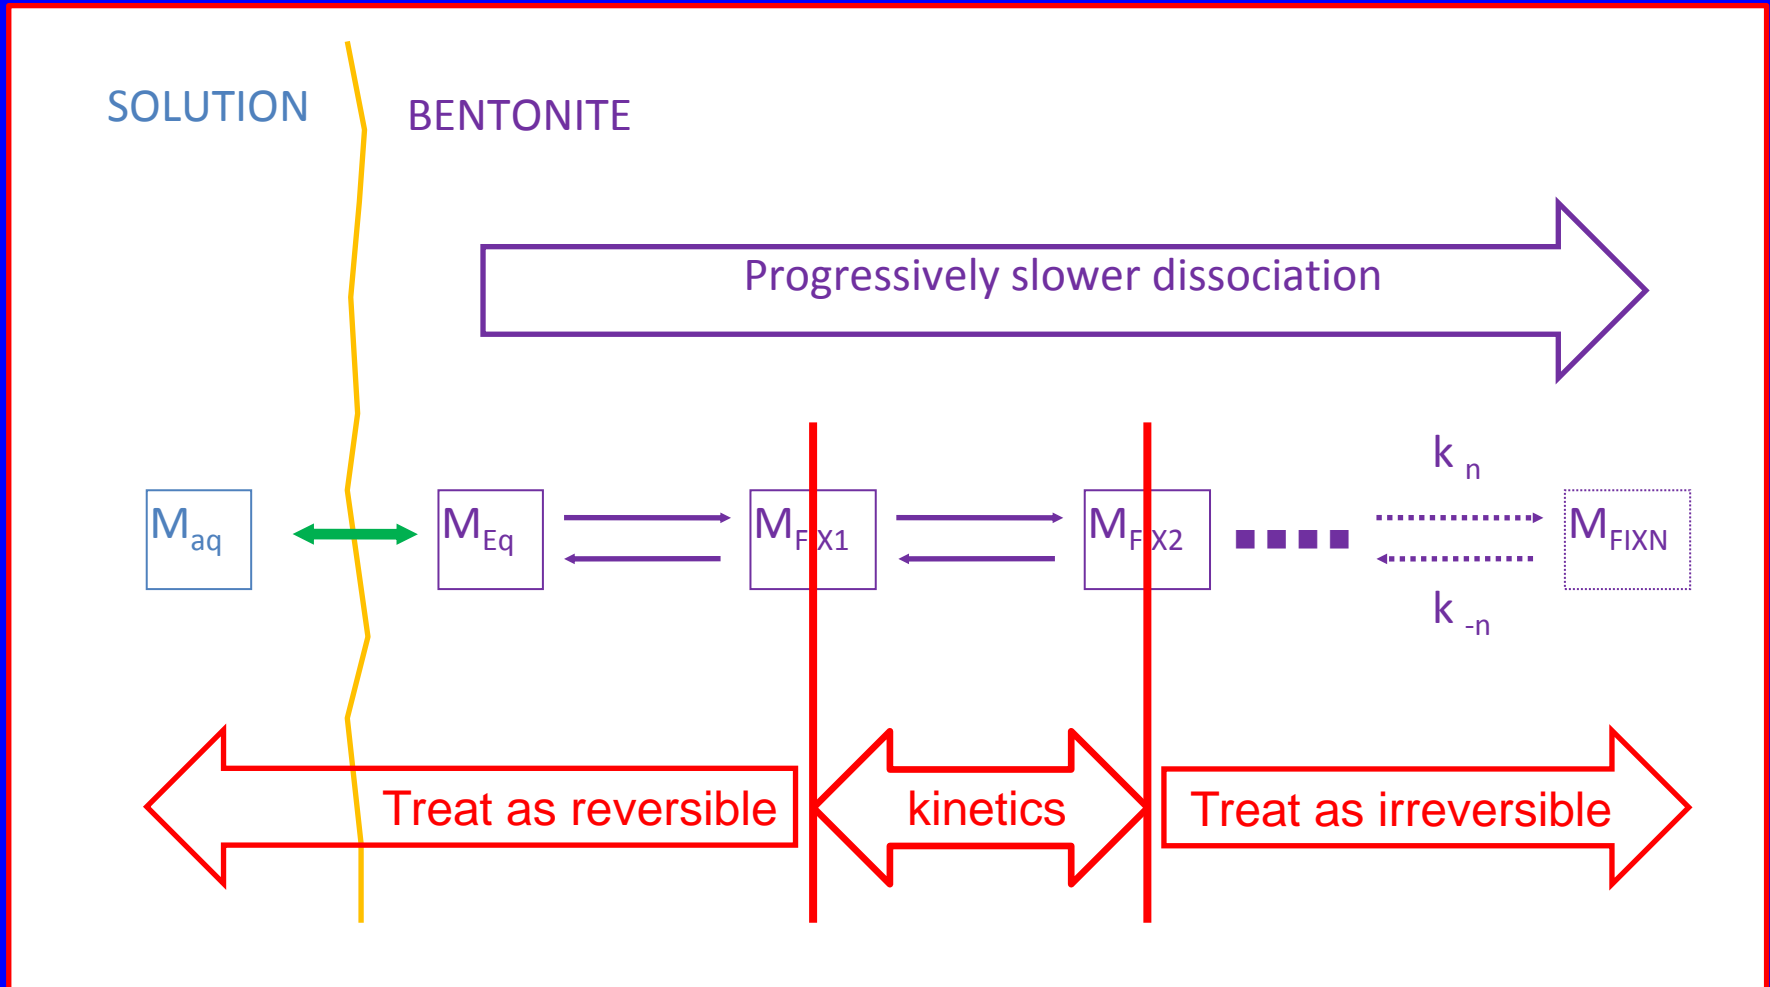 SOLUTION
BENTONITE
Progressively slower dissociation
k n
Maq
MEq
MFIX1
MFIX2
MFIXN
k -n
Treat as reversible
kinetics
Treat as irreversible